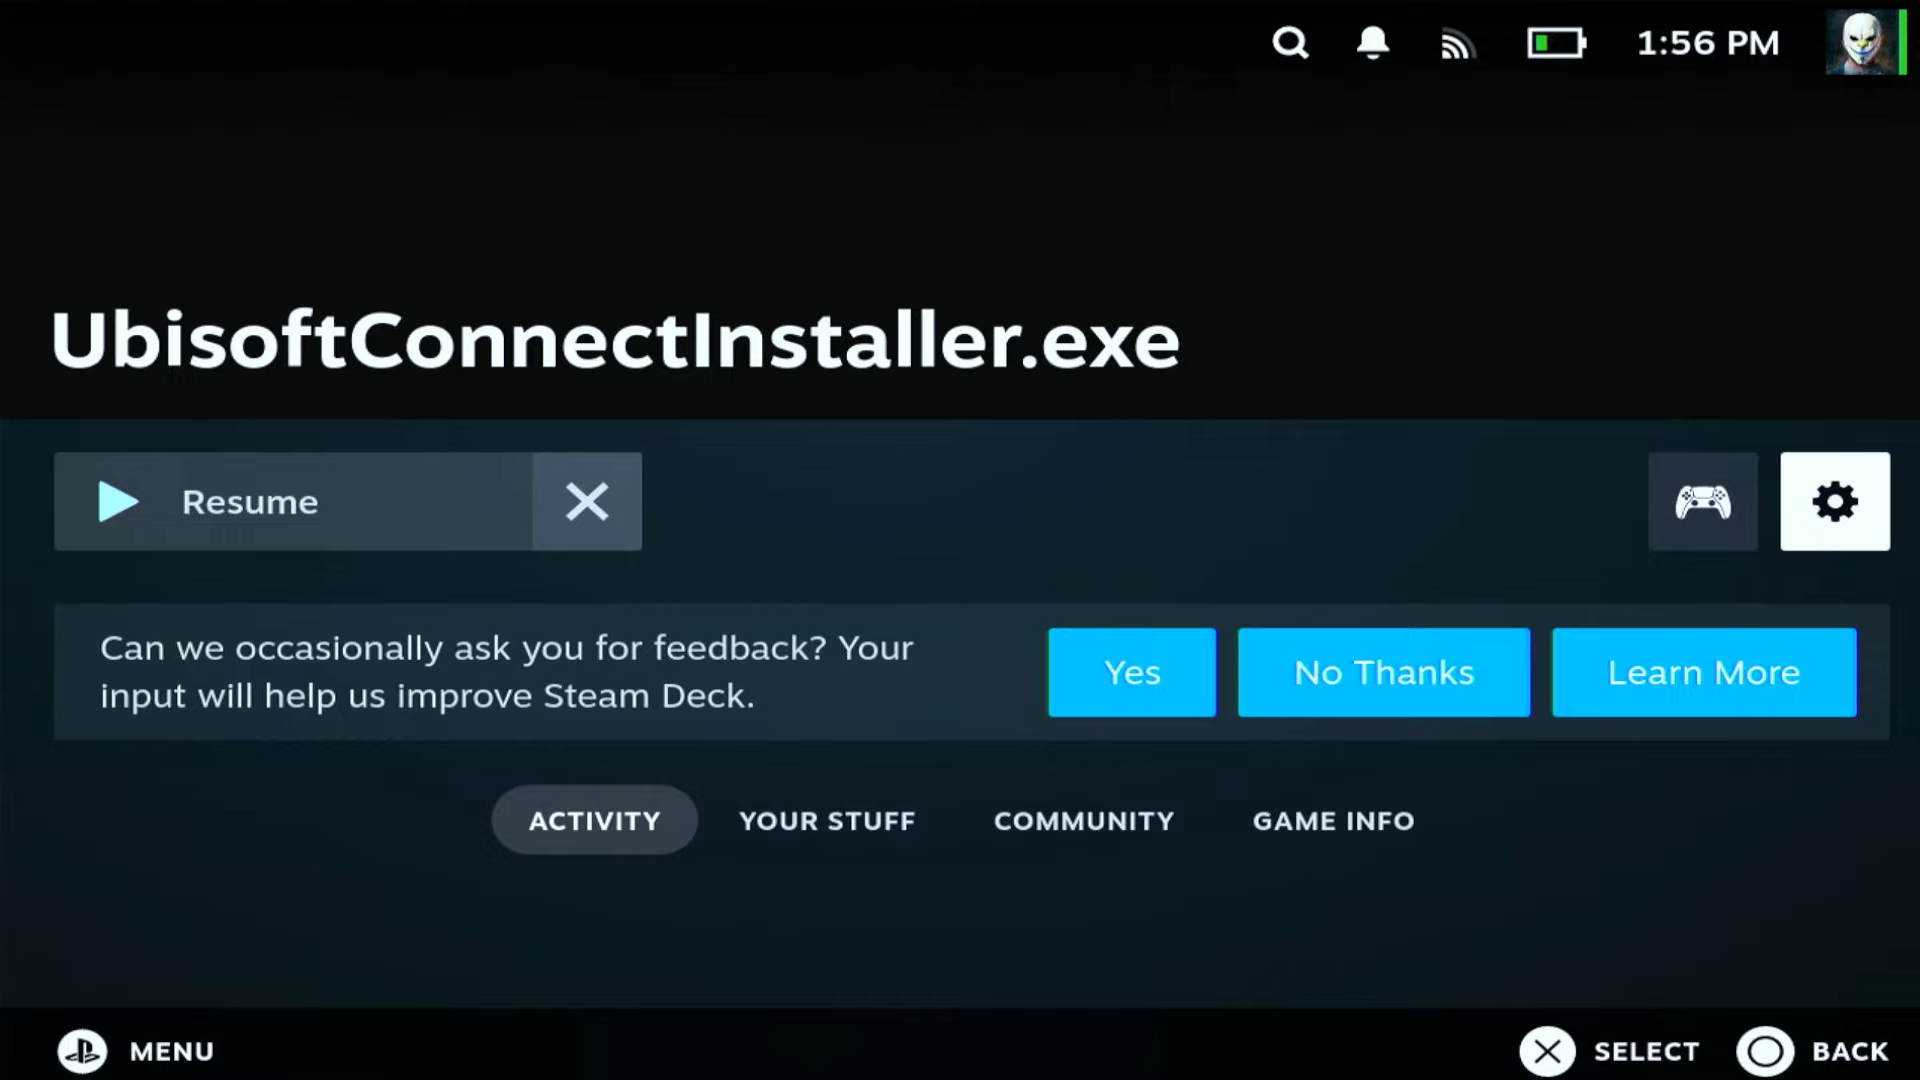 1:56 PM
UbisoftConnectInstaller.exe
Resume
Can we occasionally ask you for feedback? Your
input will help us improve Steam Deck.
Yes
No Thanks
Learn More
ACTIVITY
YOUR STUFF
COMMUNITY
GAME INFO
MENU
SELECT
BACK